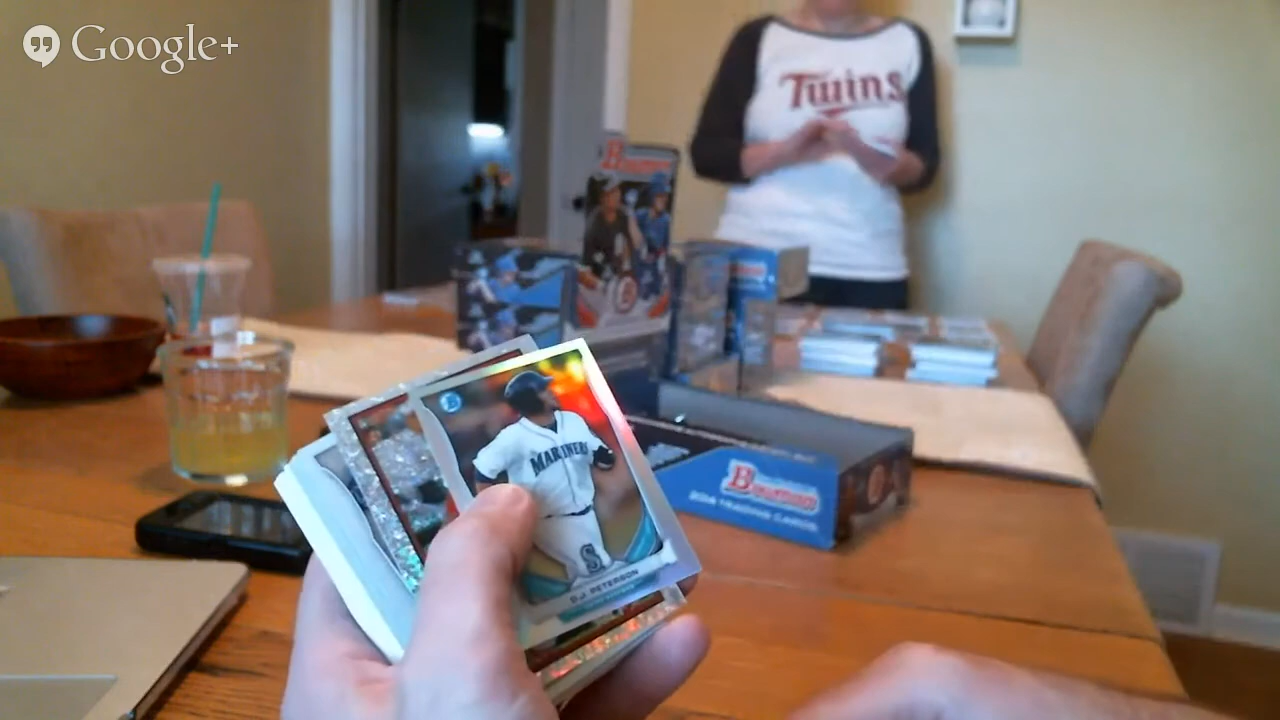 Google+
Twins
Bowman
MARINERS
S
DJ PETERSON
Bowman
2014 TRADING CARDS